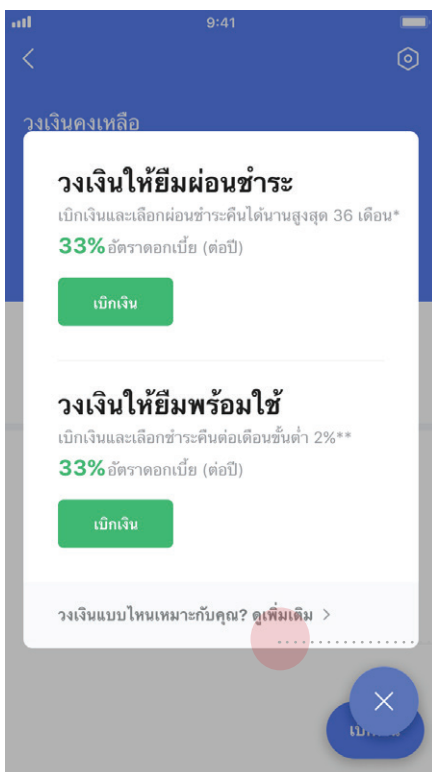 9:41
วงเงินคงเหลือ
วงเงินให้ยืมผ่อนชำระ
เบิกเงินและเลือกผ่อนชำระคืนได้นานสูงสุด 36 เดือน*
33% อัตราดอกเบี้ย (ต่อปี)
เบิกเงิน
วงเงินให้ยืมพร้อมใช้
เบิกเงินและเลือกชำระคืนต่อเดือนขั้นต่ำ 2%**
33% อัตราดอกเบี้ย (ต่อปี)
เบิกเงิน
วงเงินแบบไหนเหมาะกับคุณ? ดูเพิ่มเติม >